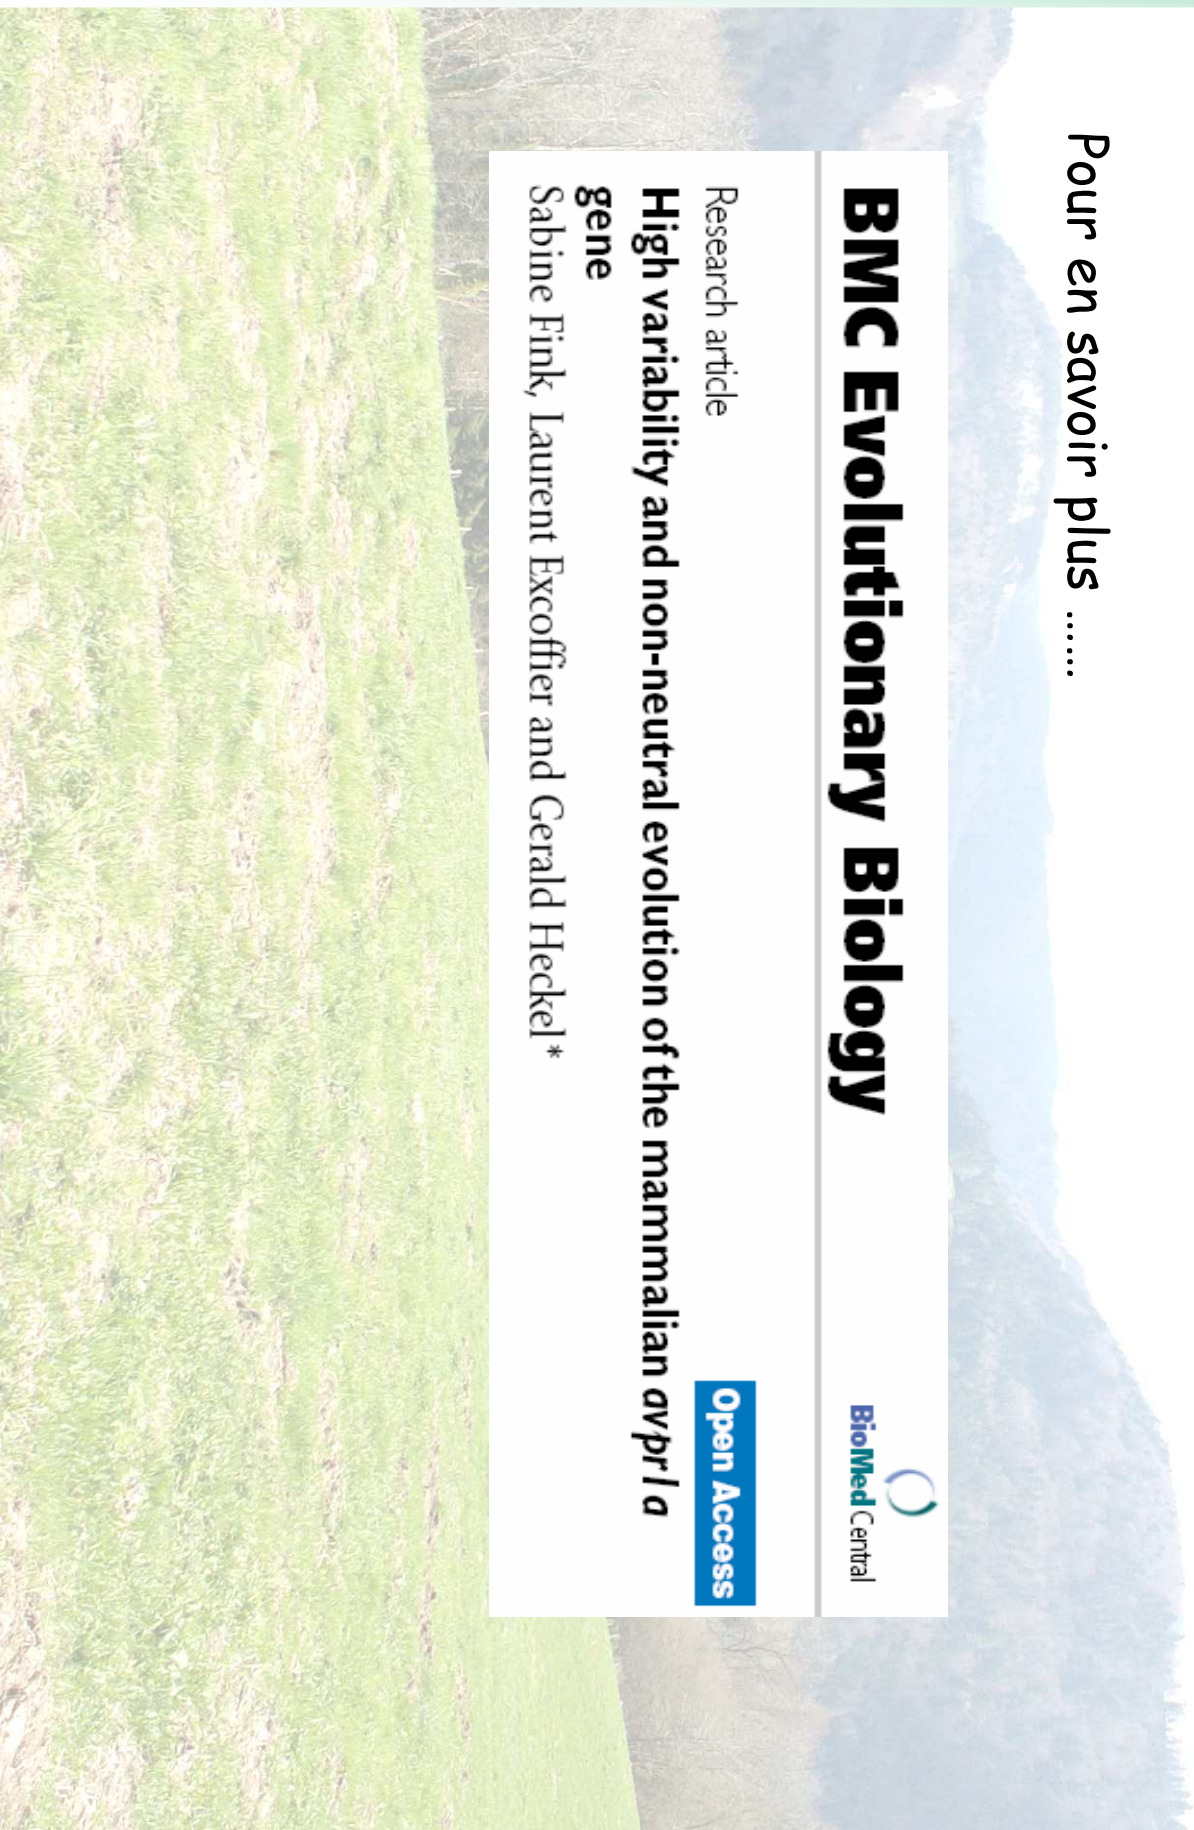 Pour en savoir plus ......
BMC Evolutionary Biology
BioMed Central
Research article
Open Access
High variability and non-neutral evolution of the mammalian avpr1a
gene
Sabine Fink, Laurent Excoffier and Gerald Heckel*